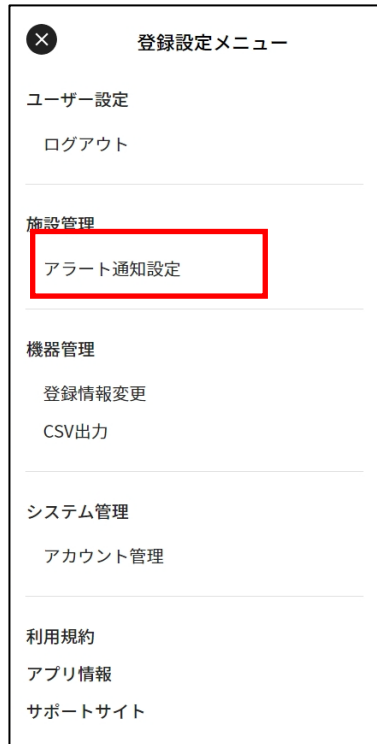 登録設定メニュー
ユーザー設定
ログアウト
施設管理
アラート通知設定
機器管理
登録情報変更
CSV出力
システム管理
アカウント管理
利用規約
アプリ情報
サポートサイト